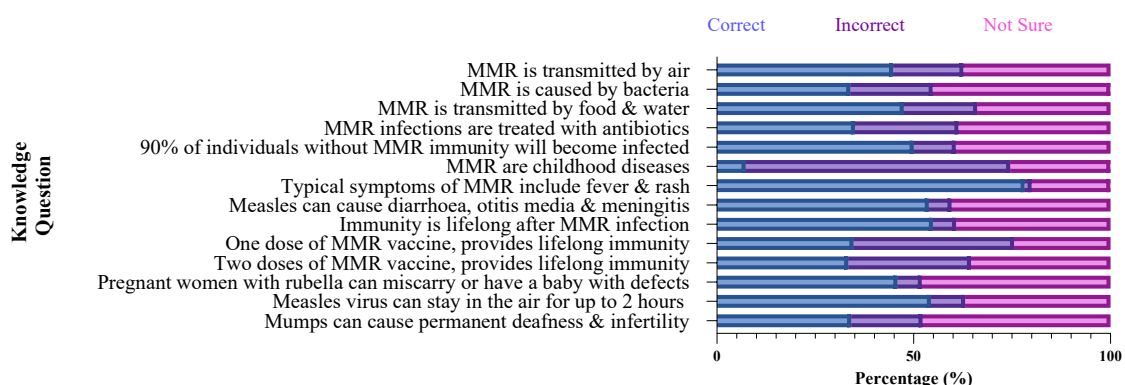 Correct Incorrect Not Sure
Knowledge
Question
MMR is transmitted by air
MMR is caused by bacteria
MMR is transmitted by food & water
MMR infections are treated with antibiotics
90% of individuals without MMR immunity will become infected
MMR are childhood diseases
Typical symptoms of MMR include fever & rash
Measles can cause diarrhoea, otitis media & meningitis
Immunity is lifelong after MMR infection
One dose of MMR vaccine, provides lifelong immunity
Two doses of MMR vaccine, provides lifelong immunity
Pregnant women with rubella can miscarry or have a baby with defects
Measles virus can stay in the air for up to 2 hours
Mumps can cause permanent deafness & infertility
0 50 100
Percentage (%)